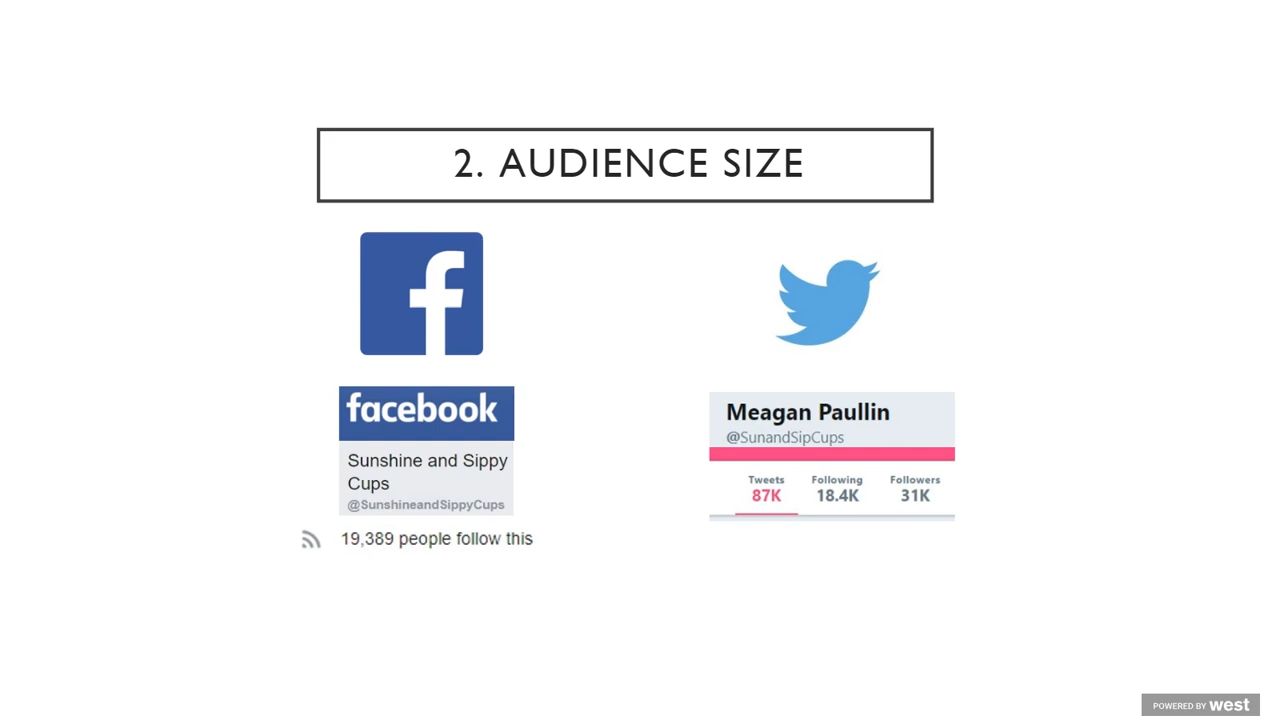 2. AUDIENCE SIZE
facebook
Sunshine and Sippy
Cups
@SunshineandSippyCups
19,389 people follow this
Meagan Paullin
@SunandSipCups
Tweets Following Followers
87K 18.4K 31K
POWERED BY west